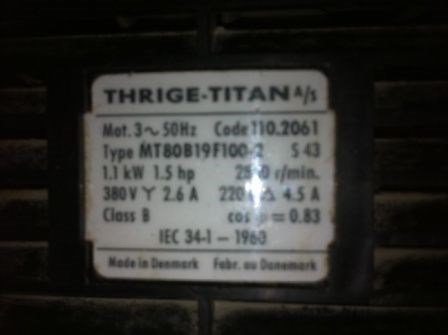 THRIGE-TITAN A/S
Mot. 3~ 50Hz Code 110.2061
Type MT80B19F100-2 S 43
1.1 kW 1.5 hp r/min.
380V Y 2.6 A 220 Δ 4.5 A
Class B cos φ = 0.83
IEC 34-1 – 1960
Made in Denmark Fabr. au Danemark